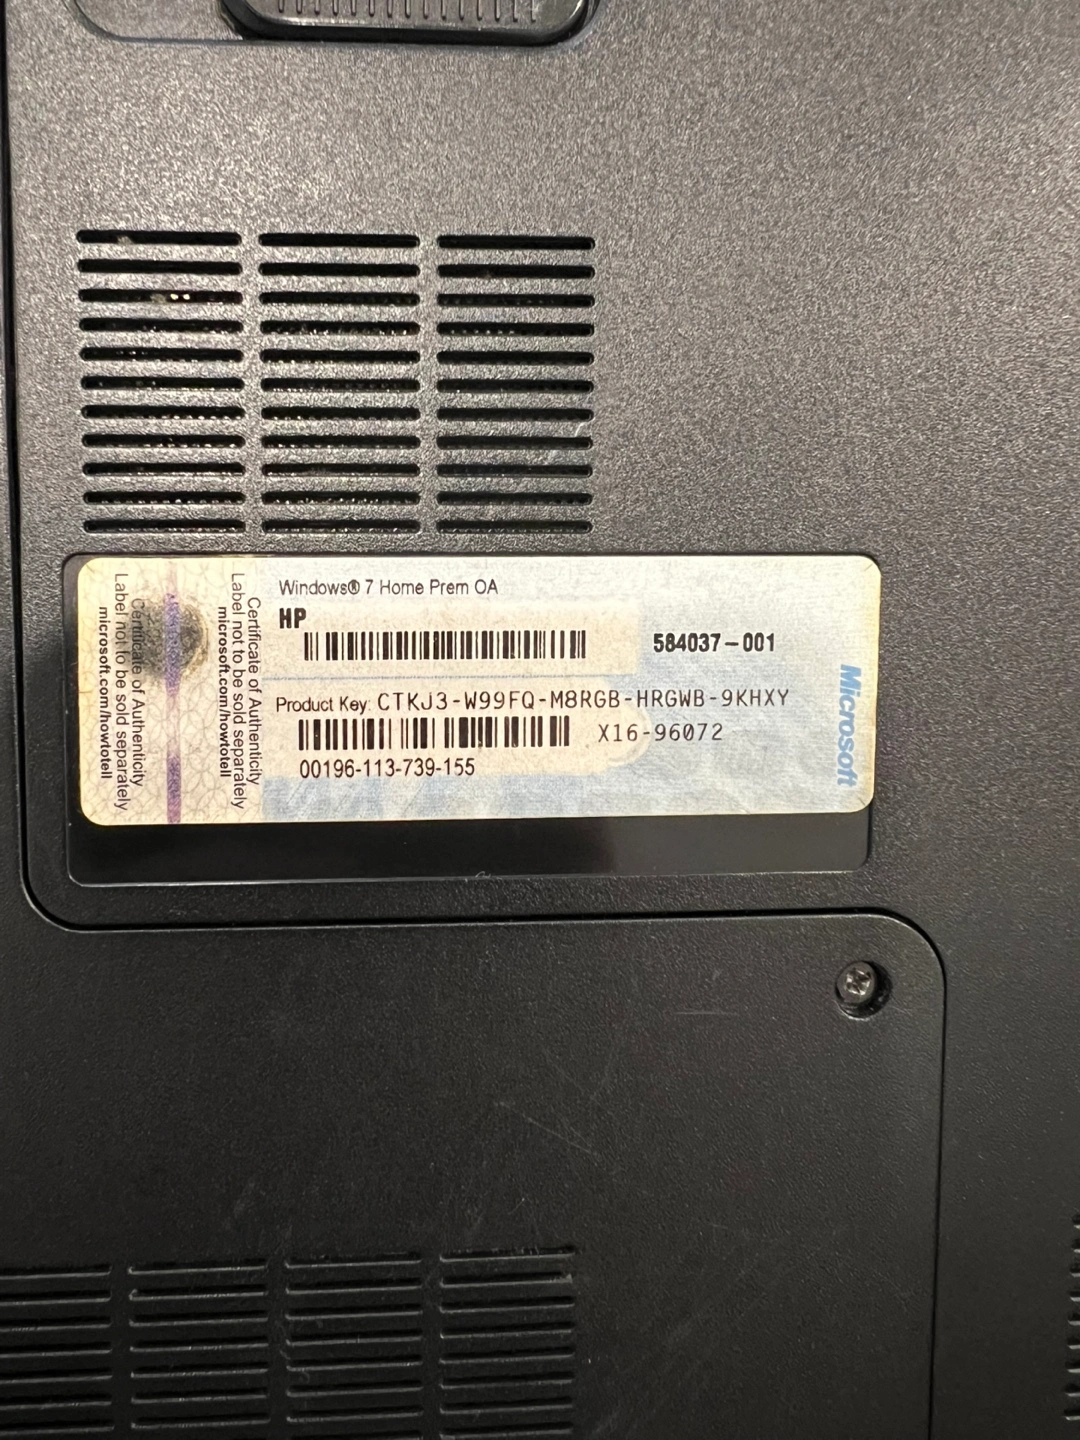 Windows® 7 Home Prem OA
HP
584037-001
Product Key: CTKJ3-W99FQ-M8RGB-HRGWB-9KHXY
X16-96072
00196-113-739-155
Microsoft
Certificate of Authenticity
Label not to be sold separately
microsoft.com/howtotell
Certificate of Authenticity
Label not to be sold separately
microsoft.com/howtotell